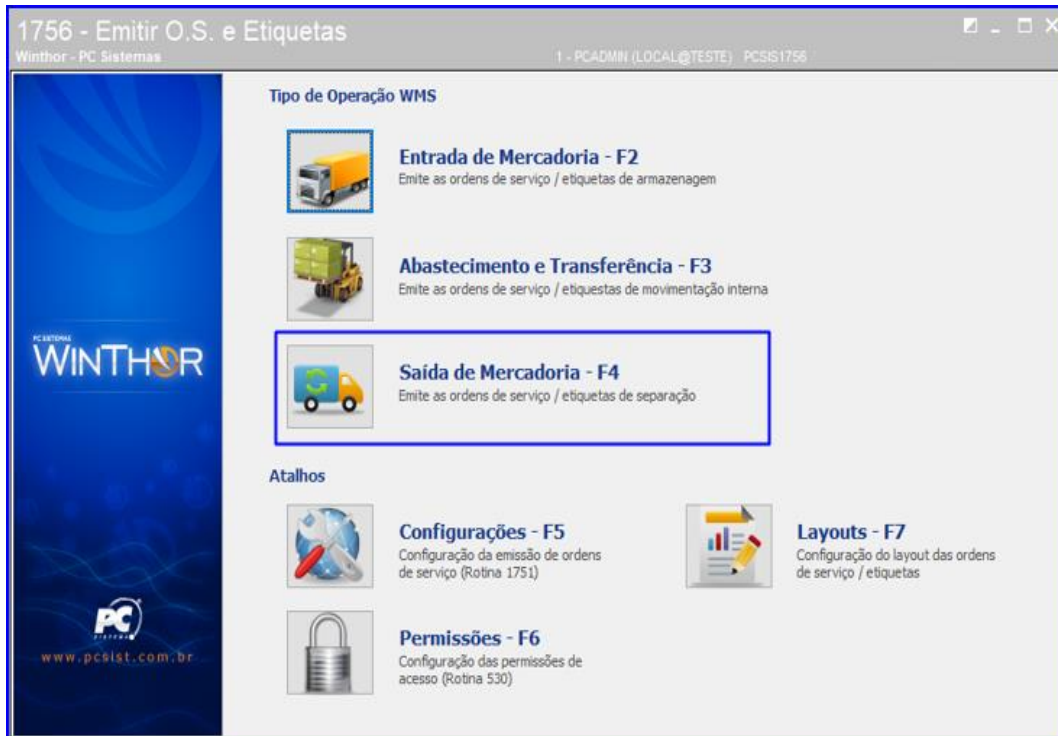 1756 - Emitir O.S. e Etiquetas
Winthor - PC Sistemas
1 - PCADMIN (LOCAL@TESTE) PCSIS1756
Tipo de Operação WMS
Entrada de Mercadoria - F2
Emite as ordens de serviço / etiquetas de armazenagem
Abastecimento e Transferência - F3
Emite as ordens de serviço / etiquestas de movimentação interna
PC SISTEMAS
WINTHOR
Saída de Mercadoria - F4
Emite as ordens de serviço / etiquetas de separação
Atalhos
Configurações - F5
Configuração da emissão de ordens
de serviço (Rotina 1751)
Layouts - F7
Configuração do layout das ordens
de serviço / etiquetas
PC
SISTEMAS
www.pcsist.com.br
Permissões - F6
Configuração das permissões de
acesso (Rotina 530)